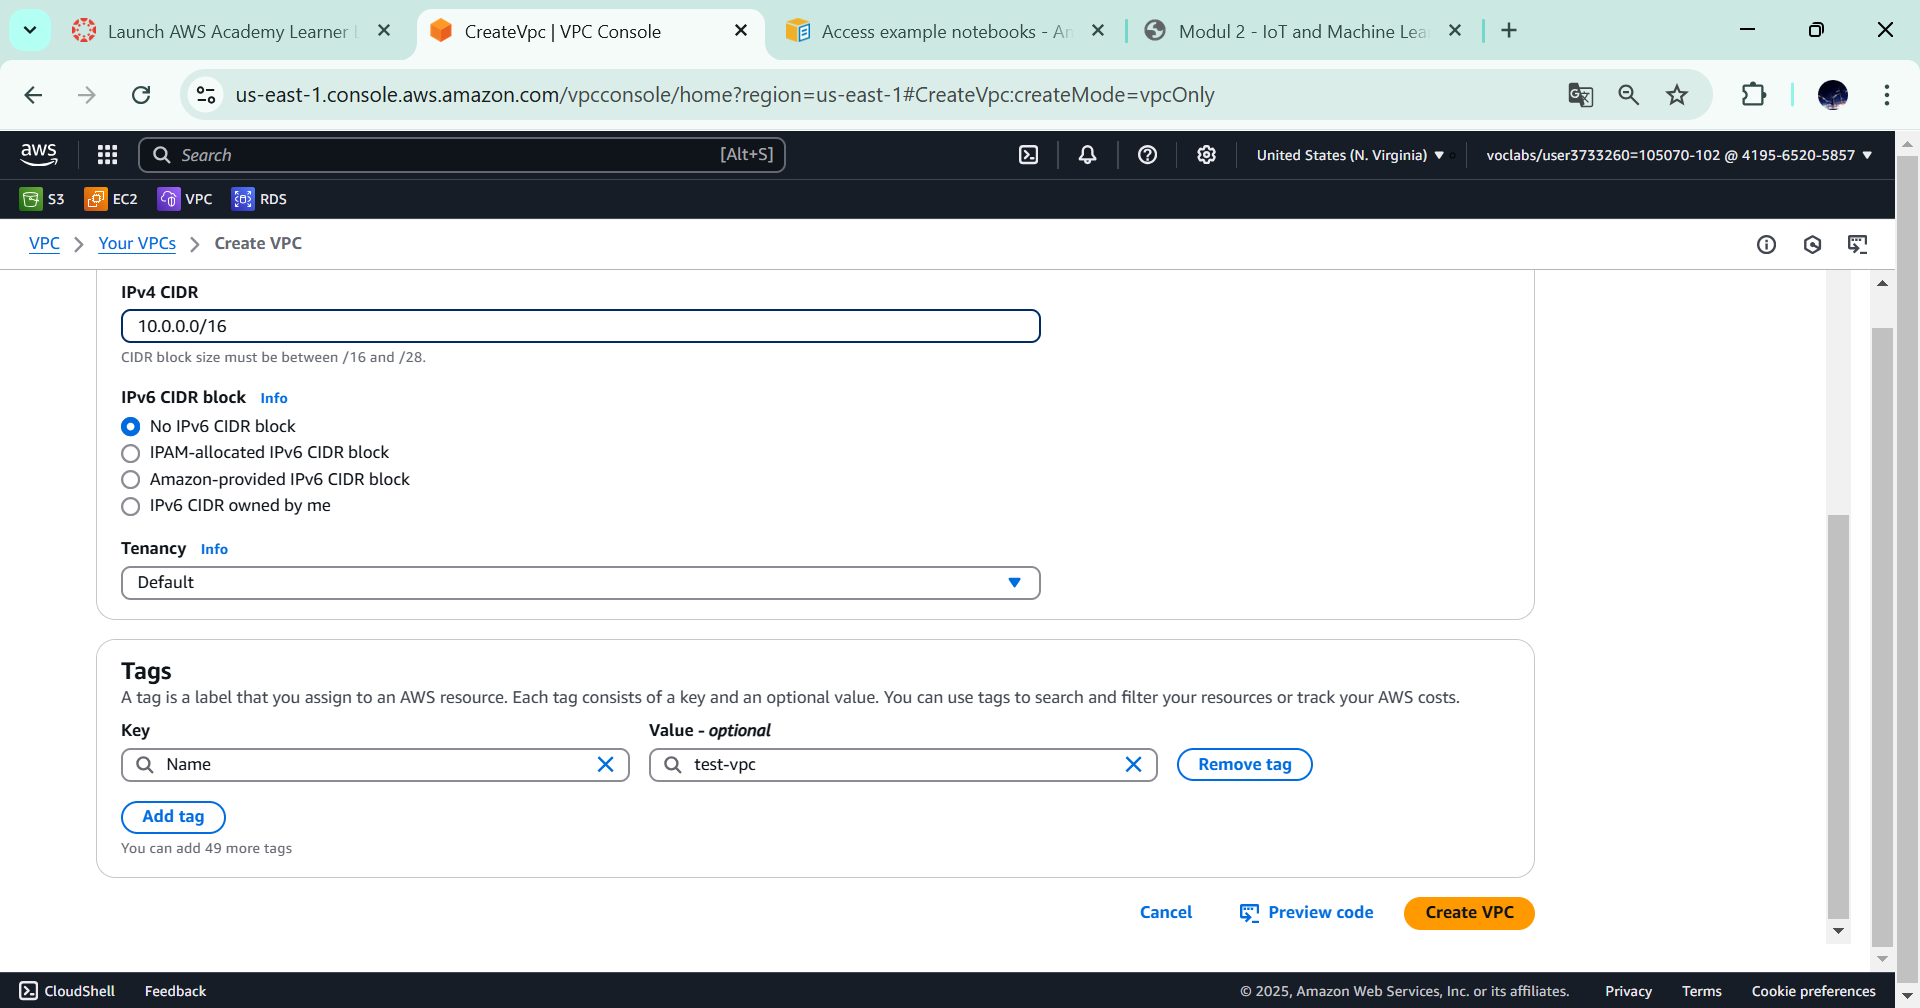 Launch AWS Academy Learner
CreateVpc | VPC Console
Access example notebooks - Am
Modul 2 - IoT and Machine Lea
us-east-1.console.aws.amazon.com/vpcconsole/home?region=us-east-1#CreateVpc:createMode=vpcOnly
aws
Search
[Alt+S]
United States (N. Virginia)
voclabs/user3733260=105070-102 @ 4195-6520-5857
S3
EC2
VPC
RDS
VPC
Your VPCs
Create VPC
IPv4 CIDR
10.0.0.0/16
CIDR block size must be between /16 and /28.
IPv6 CIDR block Info
No IPv6 CIDR block
IPAM-allocated IPv6 CIDR block
Amazon-provided IPv6 CIDR block
IPv6 CIDR owned by me
Tenancy Info
Default
Tags
A tag is a label that you assign to an AWS resource. Each tag consists of a key and an optional value. You can use tags to search and filter your resources or track your AWS costs.
Key
Value - optional
Name
test-vpc
Remove tag
Add tag
You can add 49 more tags
Cancel
Preview code
Create VPC
CloudShell
Feedback
© 2025, Amazon Web Services, Inc. or its affiliates.
Privacy
Terms
Cookie preferences